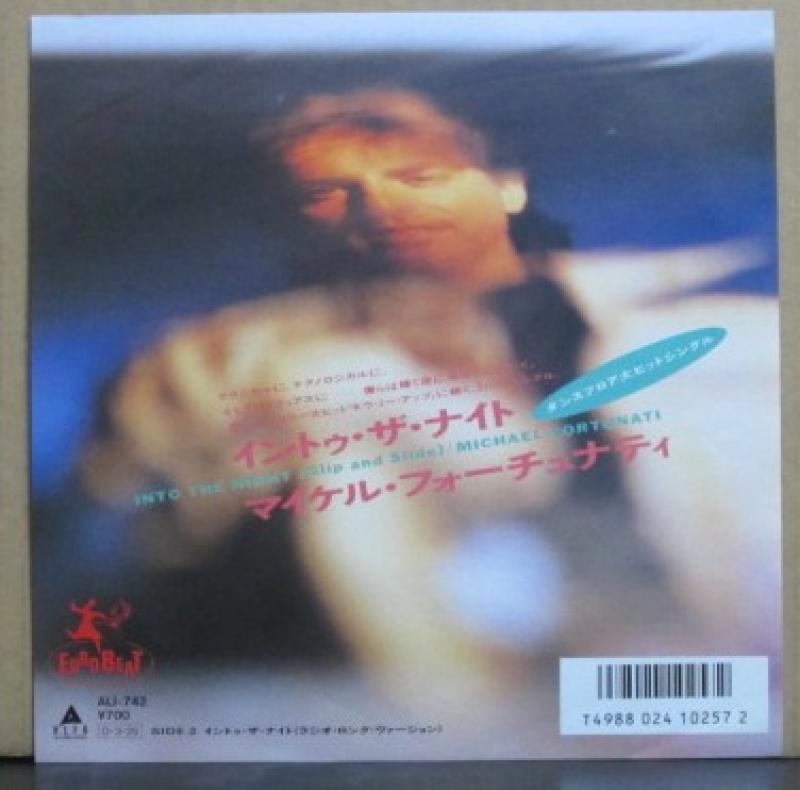 ダンスフロア大ヒットシングル
イントゥ・ザ・ナイト
INTO THE NIGHT (Slip and Slide) / MICHAEL FORTUNATI
マイケル・フォーチュナティ
EUROBEAT
ALI-742
¥700
SIDE 2 イントゥ・ザ・ナイト(ラジオ・ロング・ヴァージョン)
T4988 024 10257 2